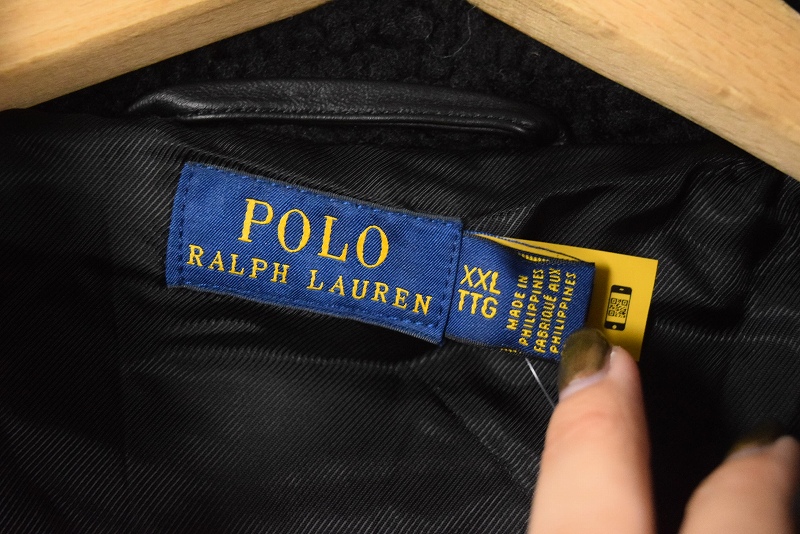 POLO
RALPH LAUREN
XXL
TTG
MADE IN
PHILIPPINES
FABRIQUÉ AUX
PHILIPPINES